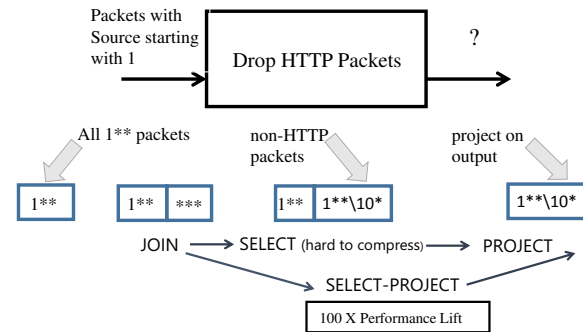 Packets with
Source starting
with 1
Drop HTTP Packets
?
All 1** packets
non-HTTP
packets
project on
output
1**
1** ***
1** 1**\10*
1**\10*
JOIN
SELECT (hard to compress)
PROJECT
SELECT-PROJECT
100 X Performance Lift